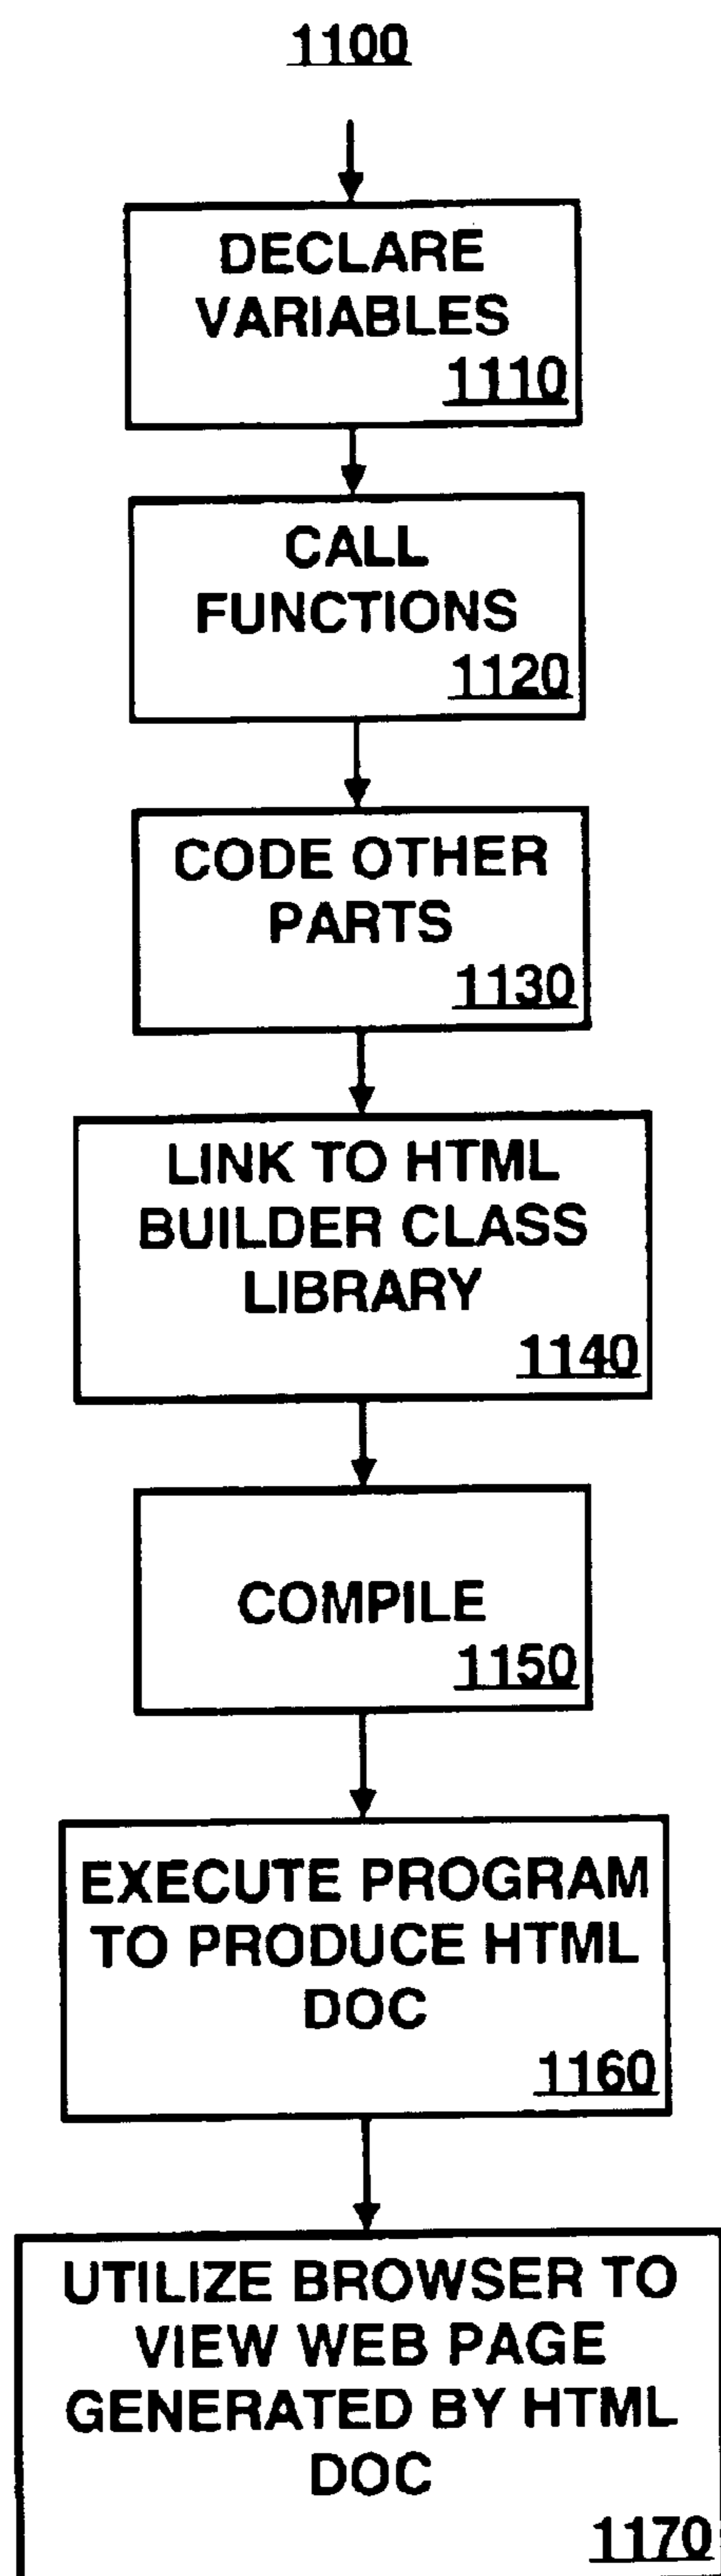 1100
DECLARE
VARIABLES
1110
CALL
FUNCTIONS
1120
CODE OTHER
PARTS
1130
LINK TO HTML
BUILDER CLASS
LIBRARY
1140
COMPILE
1150
EXECUTE PROGRAM
TO PRODUCE HTML
DOC
1160
UTILIZE BROWSER TO
VIEW WEB PAGE
GENERATED BY HTML
DOC
1170